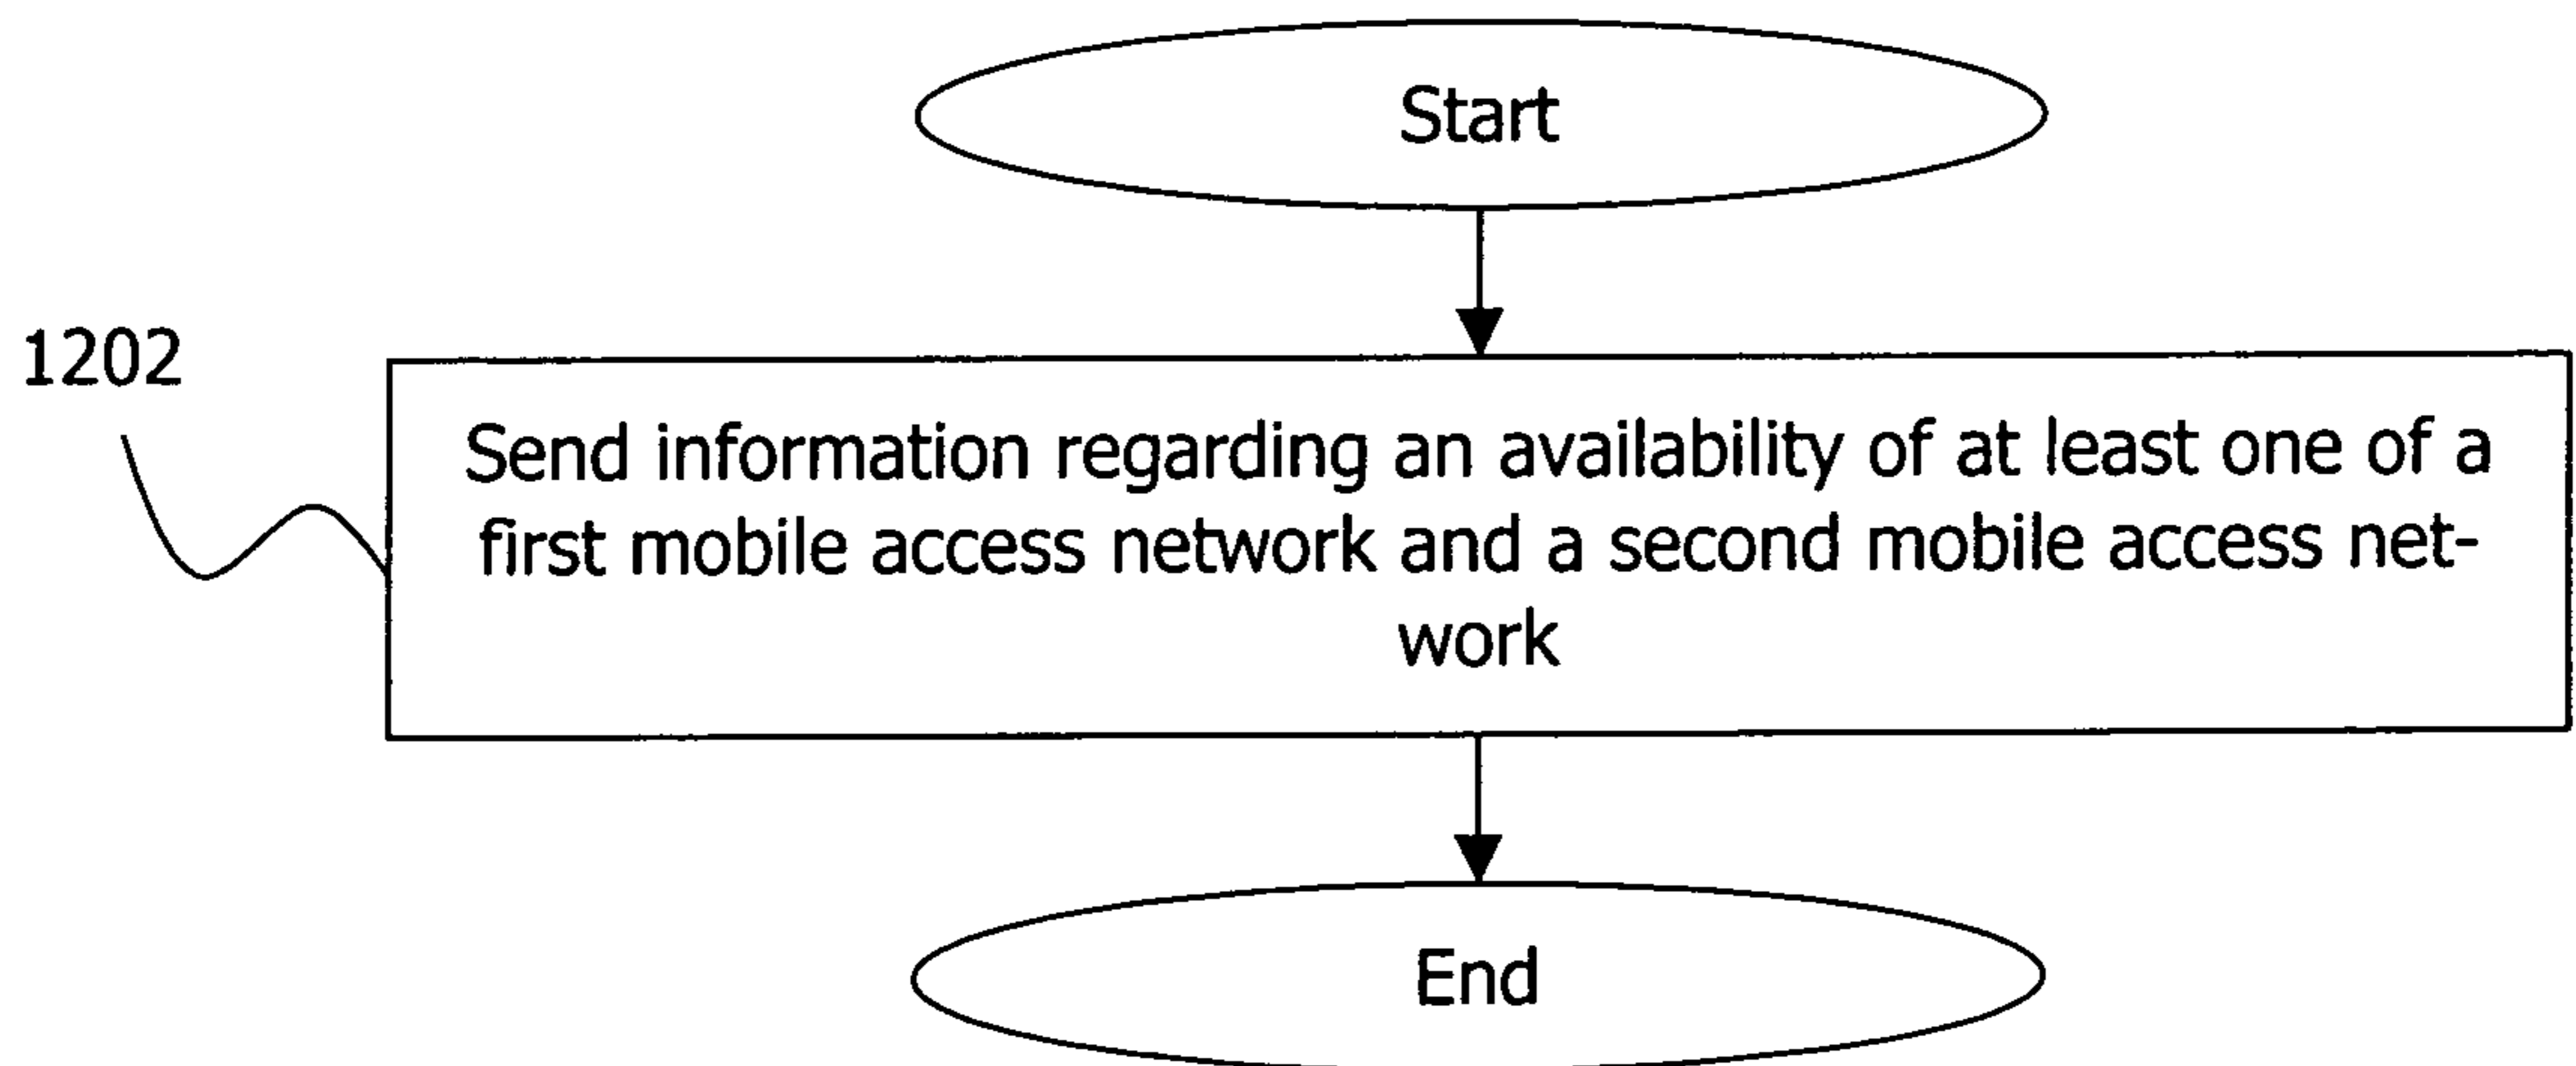 Start
1202
Send information regarding an availability of at least one of a
first mobile access network and a second mobile access net-
work
End